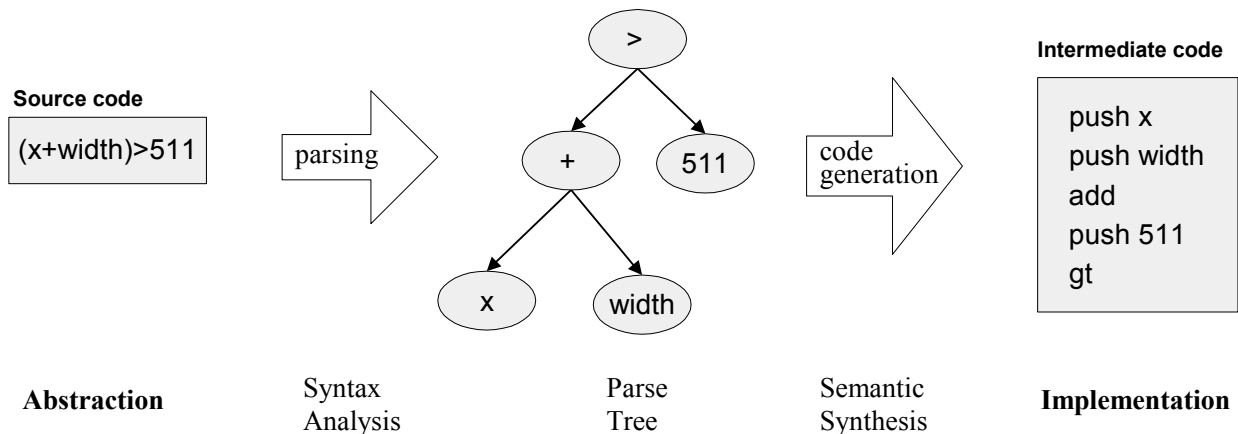 Source code
(x+width)>511
parsing
>
+
511
x
width
code
generation
Intermediate code
push x
push width
add
push 511
gt
Abstraction
Syntax
Analysis
Parse
Tree
Semantic
Synthesis
Implementation